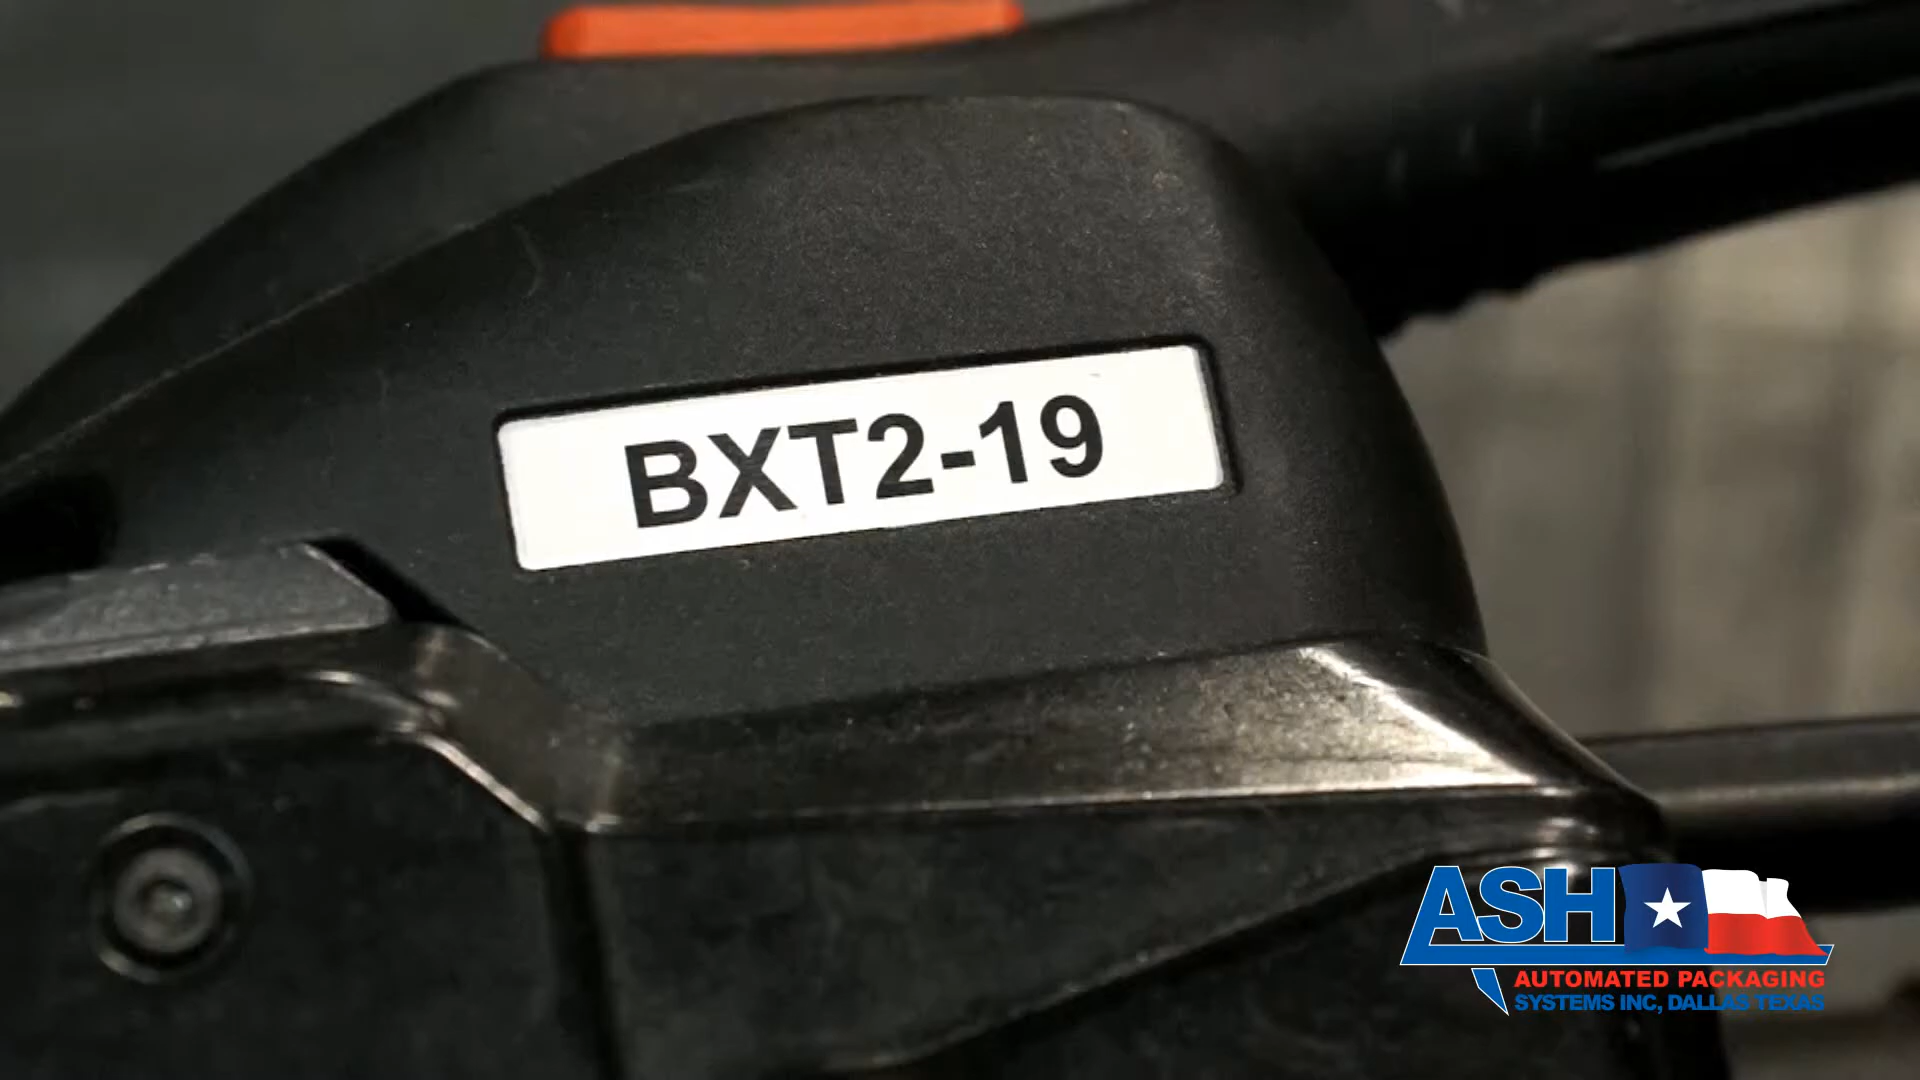 BXT2-19
ASH
AUTOMATED PACKAGING
SYSTEMS INC, DALLAS TEXAS